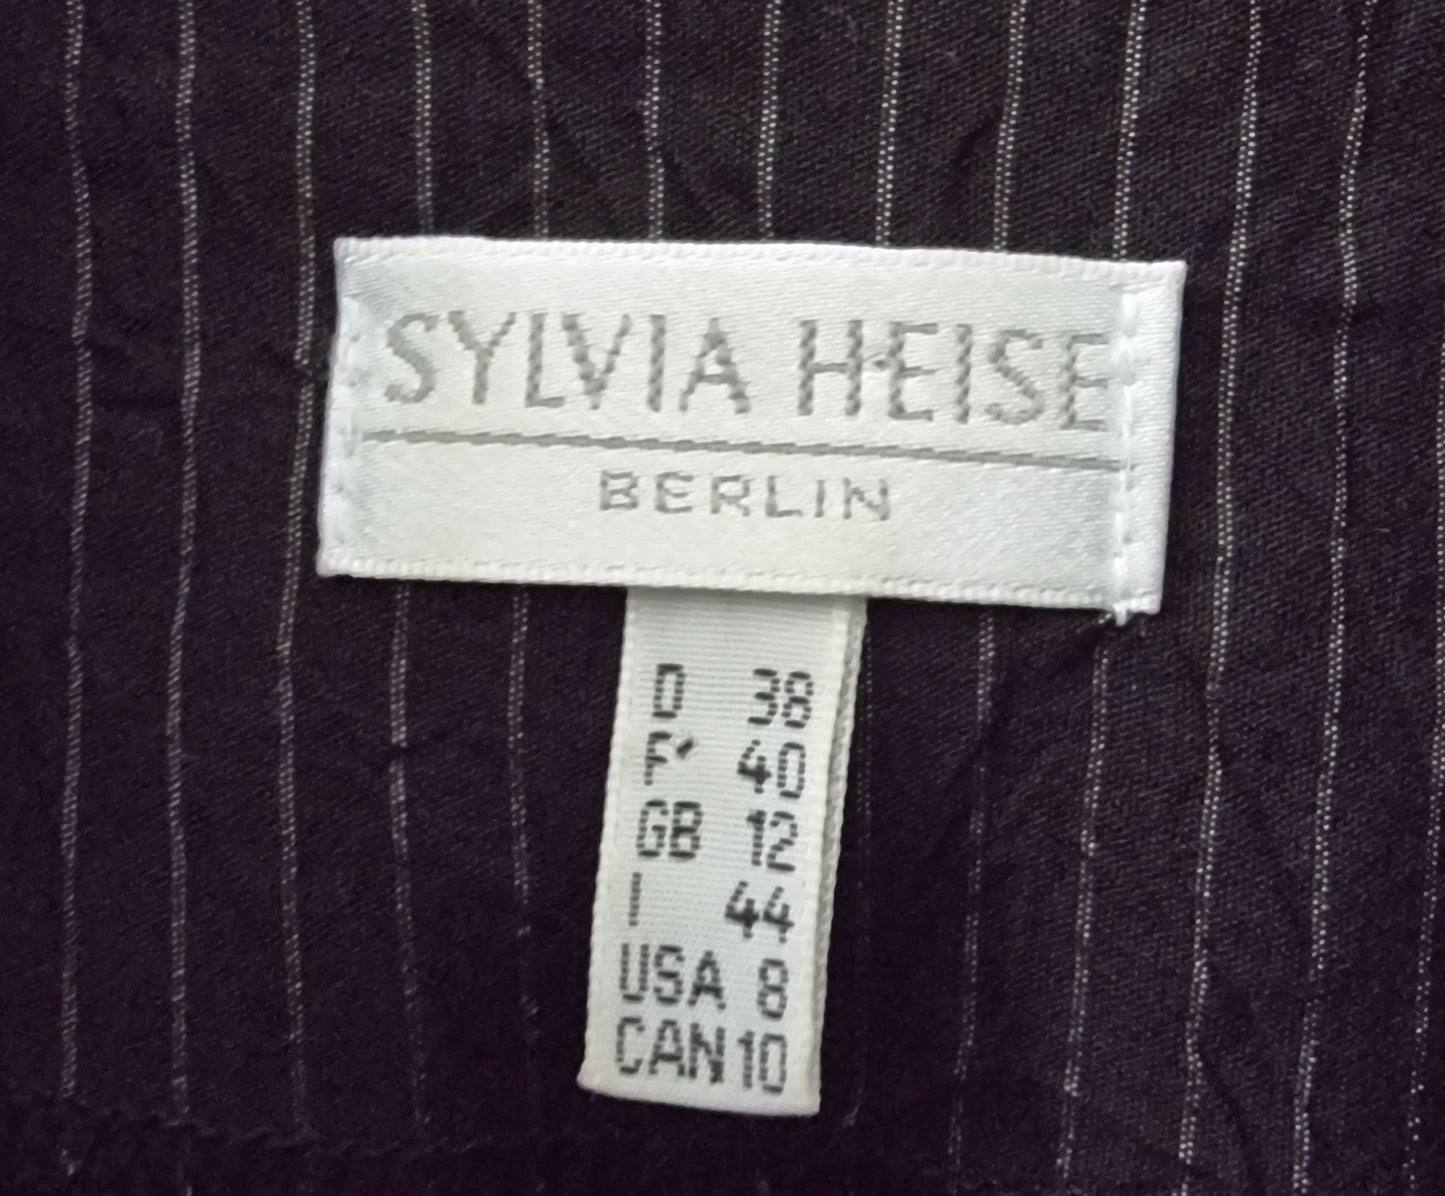 SYLVIA HEISE
BERLIN
D 38
F 40
GB 12
I 44
USA 8
CAN 10